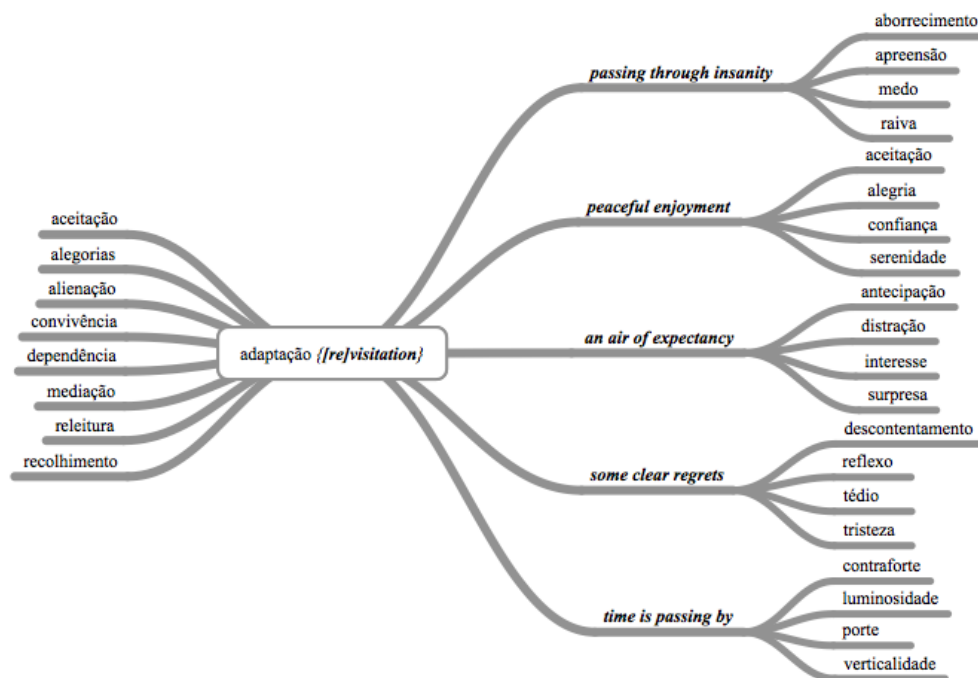 aceitação
alegorias
alienação
convivência
dependência
mediação
releitura
recolhimento
adaptação {[re]visitation}
passing through insanity
aborrecimento
apreensão
medo
raiva
peaceful enjoyment
aceitação
alegria
confiança
serenidade
an air of expectancy
antecipação
distração
interesse
surpresa
some clear regrets
descontentamento
reflexo
tédio
tristeza
time is passing by
contraforte
luminosidade
porte
verticalidade